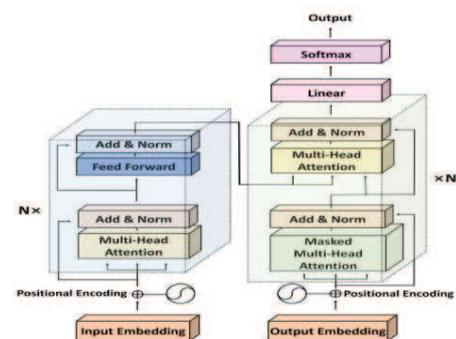 Output
Softmax
Linear
Add & Norm
Multi-Head
Attention
×N
Add & Norm
Masked
Multi-Head
Attention
Positional Encoding
Output Embedding
Add & Norm
Feed Forward
N×
Add & Norm
Multi-Head
Attention
Positional Encoding
Input Embedding